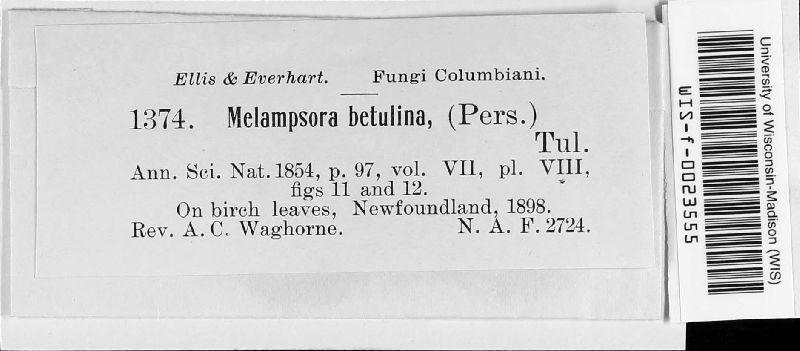 Ellis & Everhart. Fungi Columbiani.
1374. Melampsora betulina, (Pers.)
Tul.
Ann. Sci. Nat. 1854, p. 97, vol. VII, pl. VIII,
figs 11 and 12.
On birch leaves, Newfoundland, 1898.
Rev. A. C. Waghorne. N. A. F. 2724.
University of Wisconsin-Madison (WIS)
WIS-f-0023555